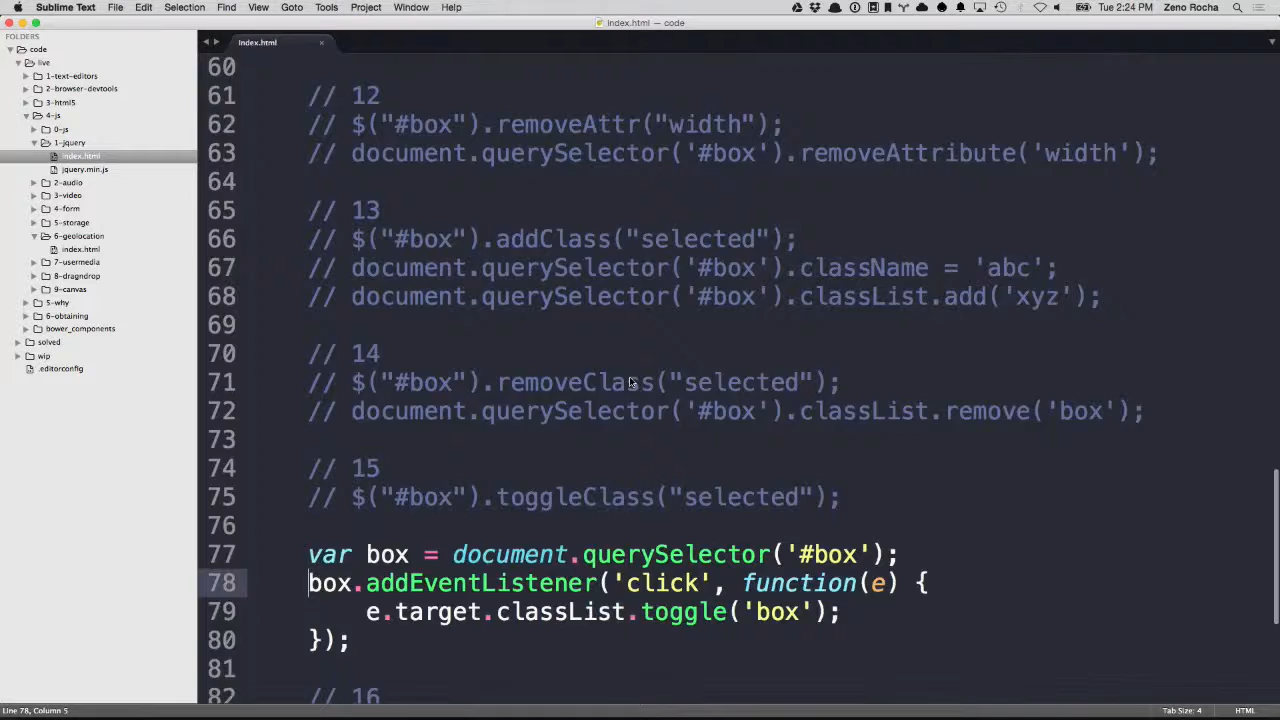 Sublime Text File Edit Selection Find View Goto Tools Project Window Help
Tue 2:24 PM Zeno Rocha
index.html — code
FOLDERS
code
live
1-text-editors
2-browser-devtools
3-html5
4-js
0-js
1-jquery
index.html
jquery.min.js
2-audio
3-video
4-form
5-storage
6-geolocation
index.html
7-usermedia
8-dragndrop
9-canvas
5-why
6-obtaining
bower_components
solved
wip
.editorconfig
index.html
60
61 // 12
62 // $("#box").removeAttr("width");
63 // document.querySelector('#box').removeAttribute('width');
64
65 // 13
66 // $("#box").addClass("selected");
67 // document.querySelector('#box').className = 'abc';
68 // document.querySelector('#box').classList.add('xyz');
69
70 // 14
71 // $("#box").removeClass("selected");
72 // document.querySelector('#box').classList.remove('box');
73
74 // 15
75 // $("#box").toggleClass("selected");
76
77 var box = document.querySelector('#box');
78 box.addEventListener('click', function(e) {
79 e.target.classList.toggle('box');
80 });
81
82 // 16
Line 78, Column 5 Tab Size: 4 HTML